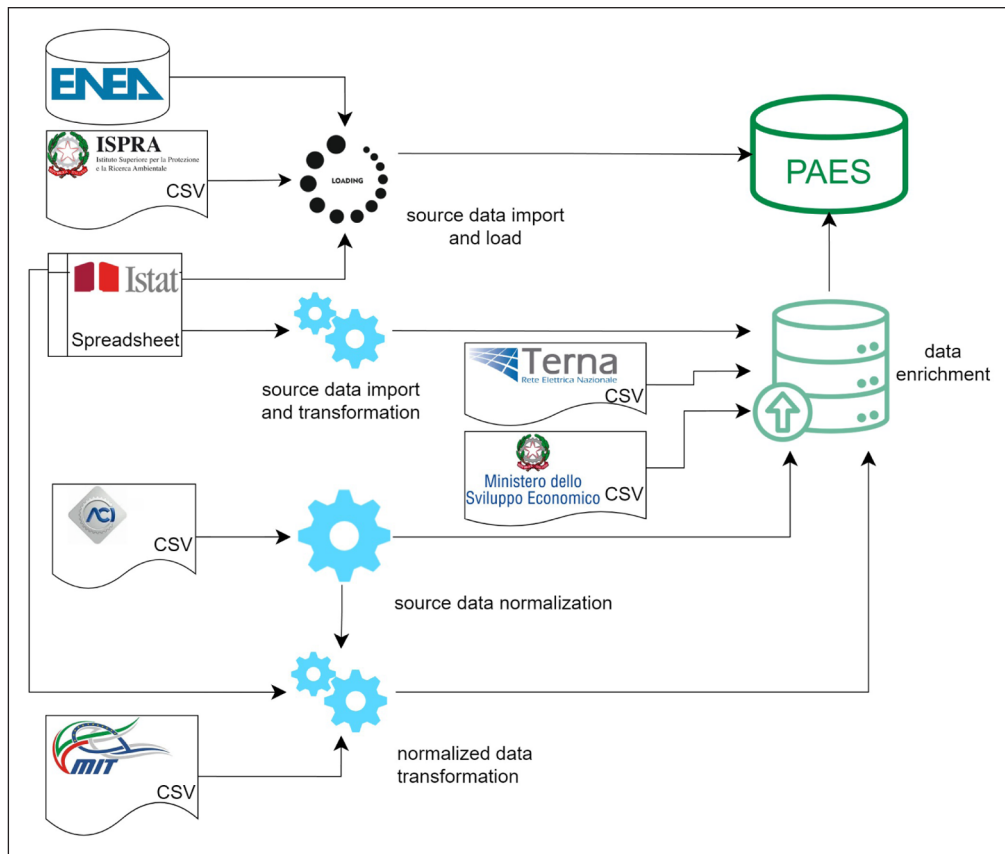 ENEA
ISPRA
Istituto Superiore per la Protezione
e la Ricerca Ambientale
CSV
LOADING
source data import
and load
PAES
Istat
Spreadsheet
source data import
and transformation
Terna
Rete Elettrica Nazionale
CSV
data
enrichment
Ministero dello
Sviluppo Economico
CSV
ACI
CSV
source data normalization
MIT
CSV
normalized data
transformation